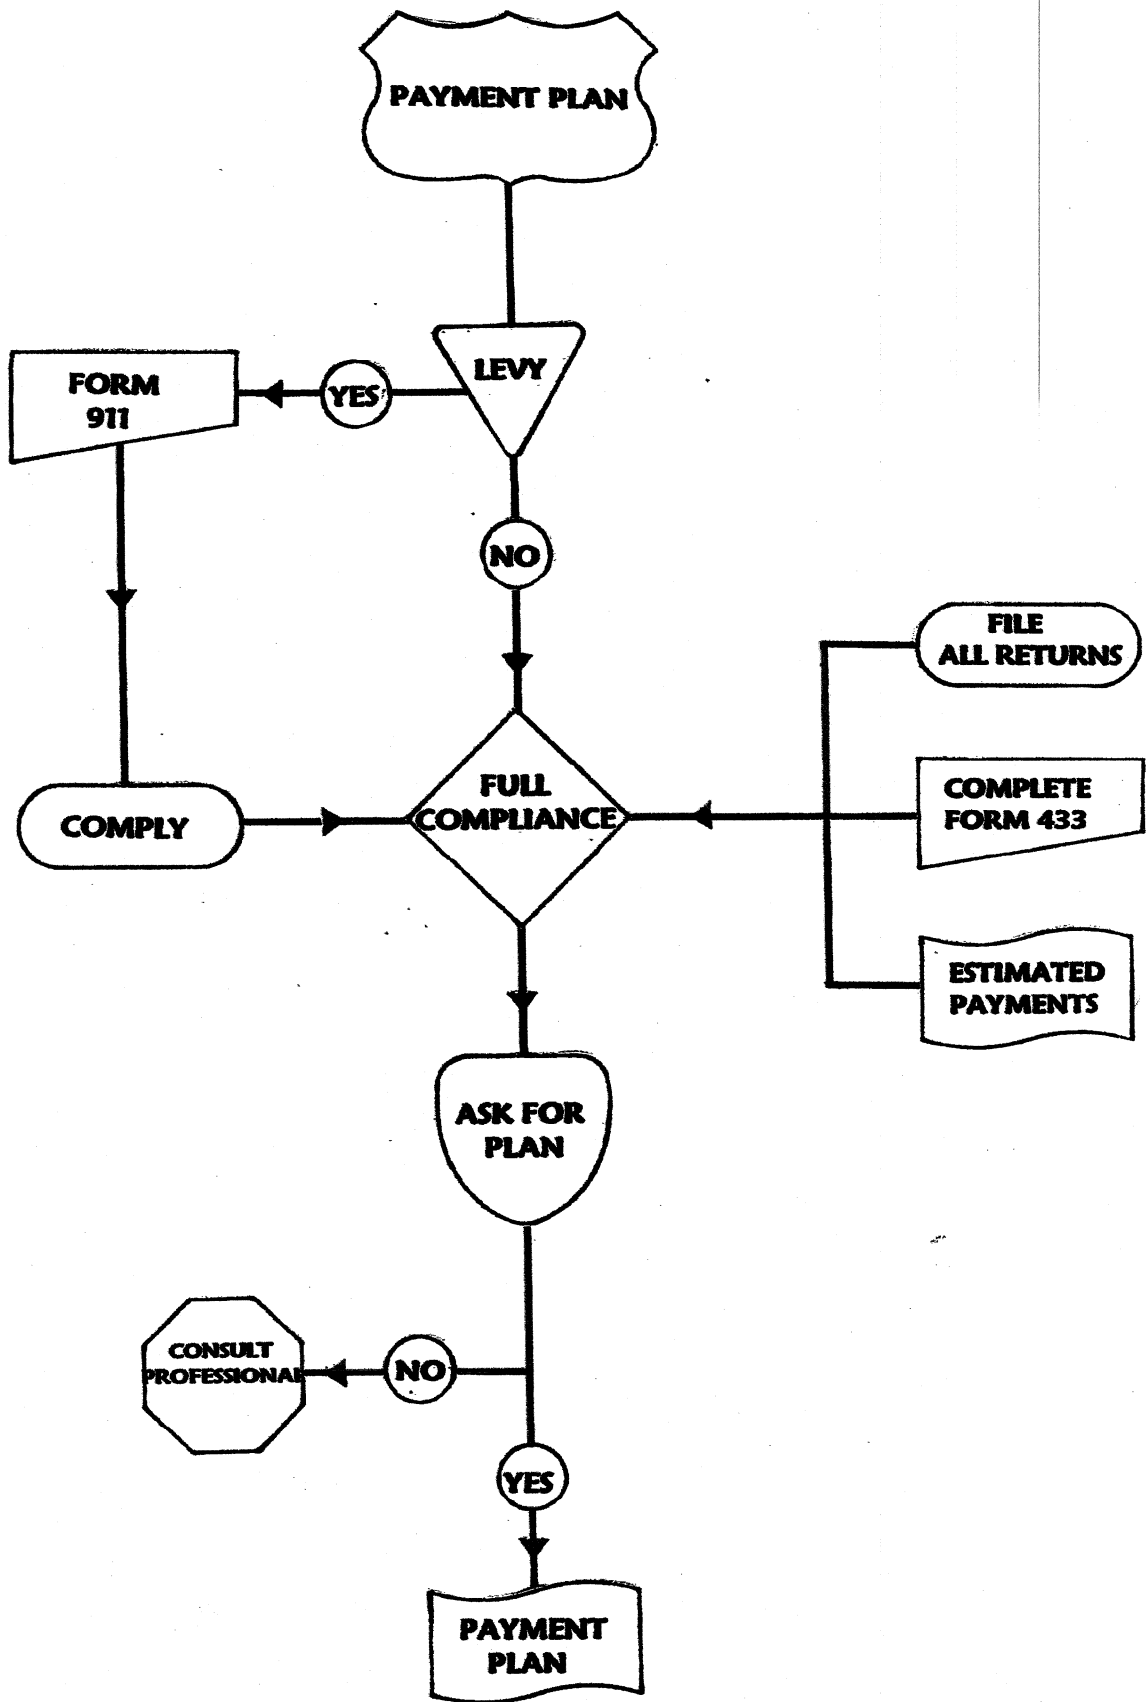 PAYMENT PLAN
LEVY
YES
FORM
911
NO
FILE
ALL RETURNS
FULL
COMPLIANCE
COMPLY
COMPLETE
FORM 433
ESTIMATED
PAYMENTS
ASK FOR
PLAN
CONSULT
PROFESSIONAL
NO
YES
PAYMENT
PLAN